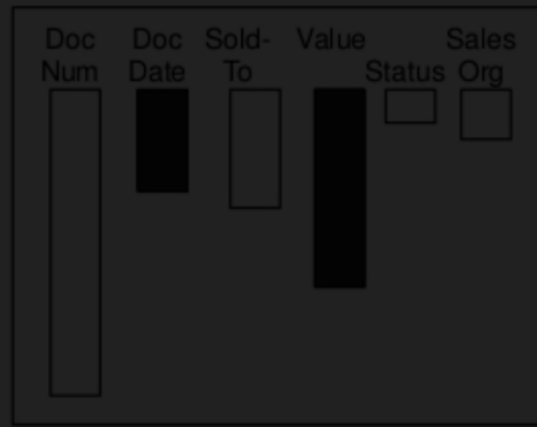 Doc Doc Sold- Value Sales
Num Date To Status Org